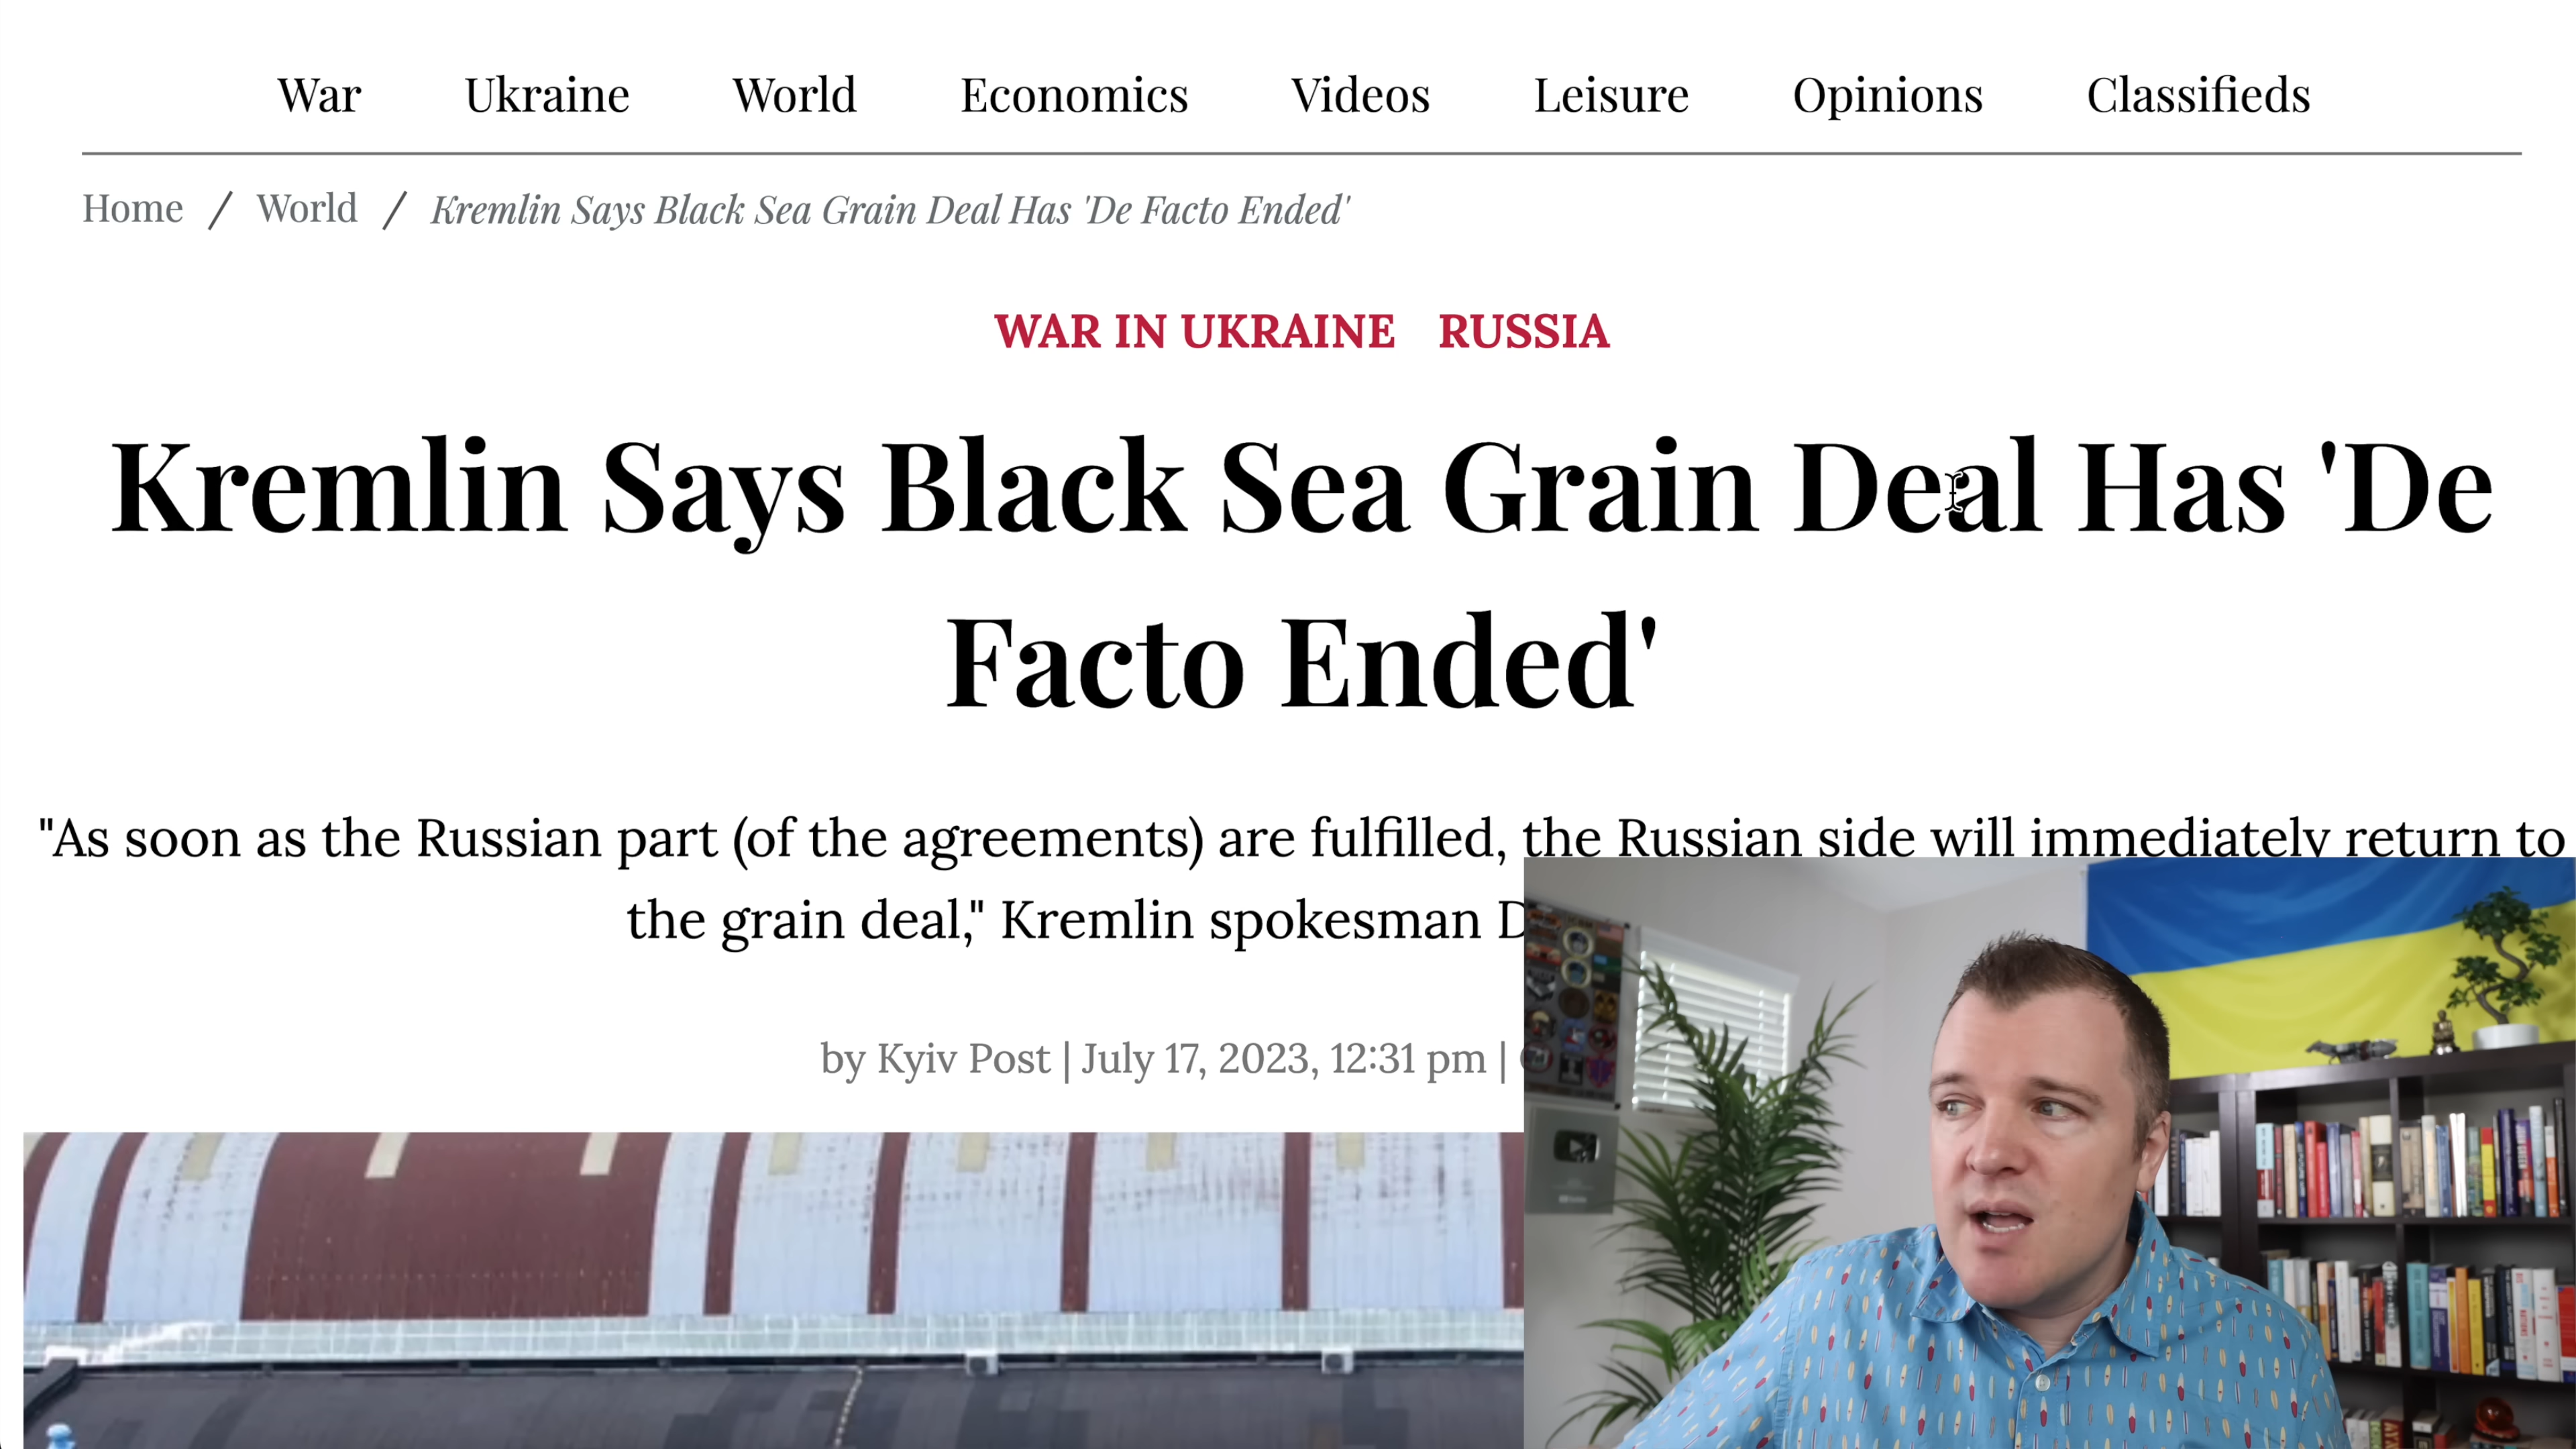 War Ukraine World Economics Videos Leisure Opinions Classifieds
Home / World / Kremlin Says Black Sea Grain Deal Has 'De Facto Ended'
WAR IN UKRAINE RUSSIA
Kremlin Says Black Sea Grain Deal Has 'De
Facto Ended'
"As soon as the Russian part (of the agreements) are fulfilled, the Russian side will immediately return to
the grain deal," Kremlin spokesman
by Kyiv Post | July 17, 2023, 12:31 pm |